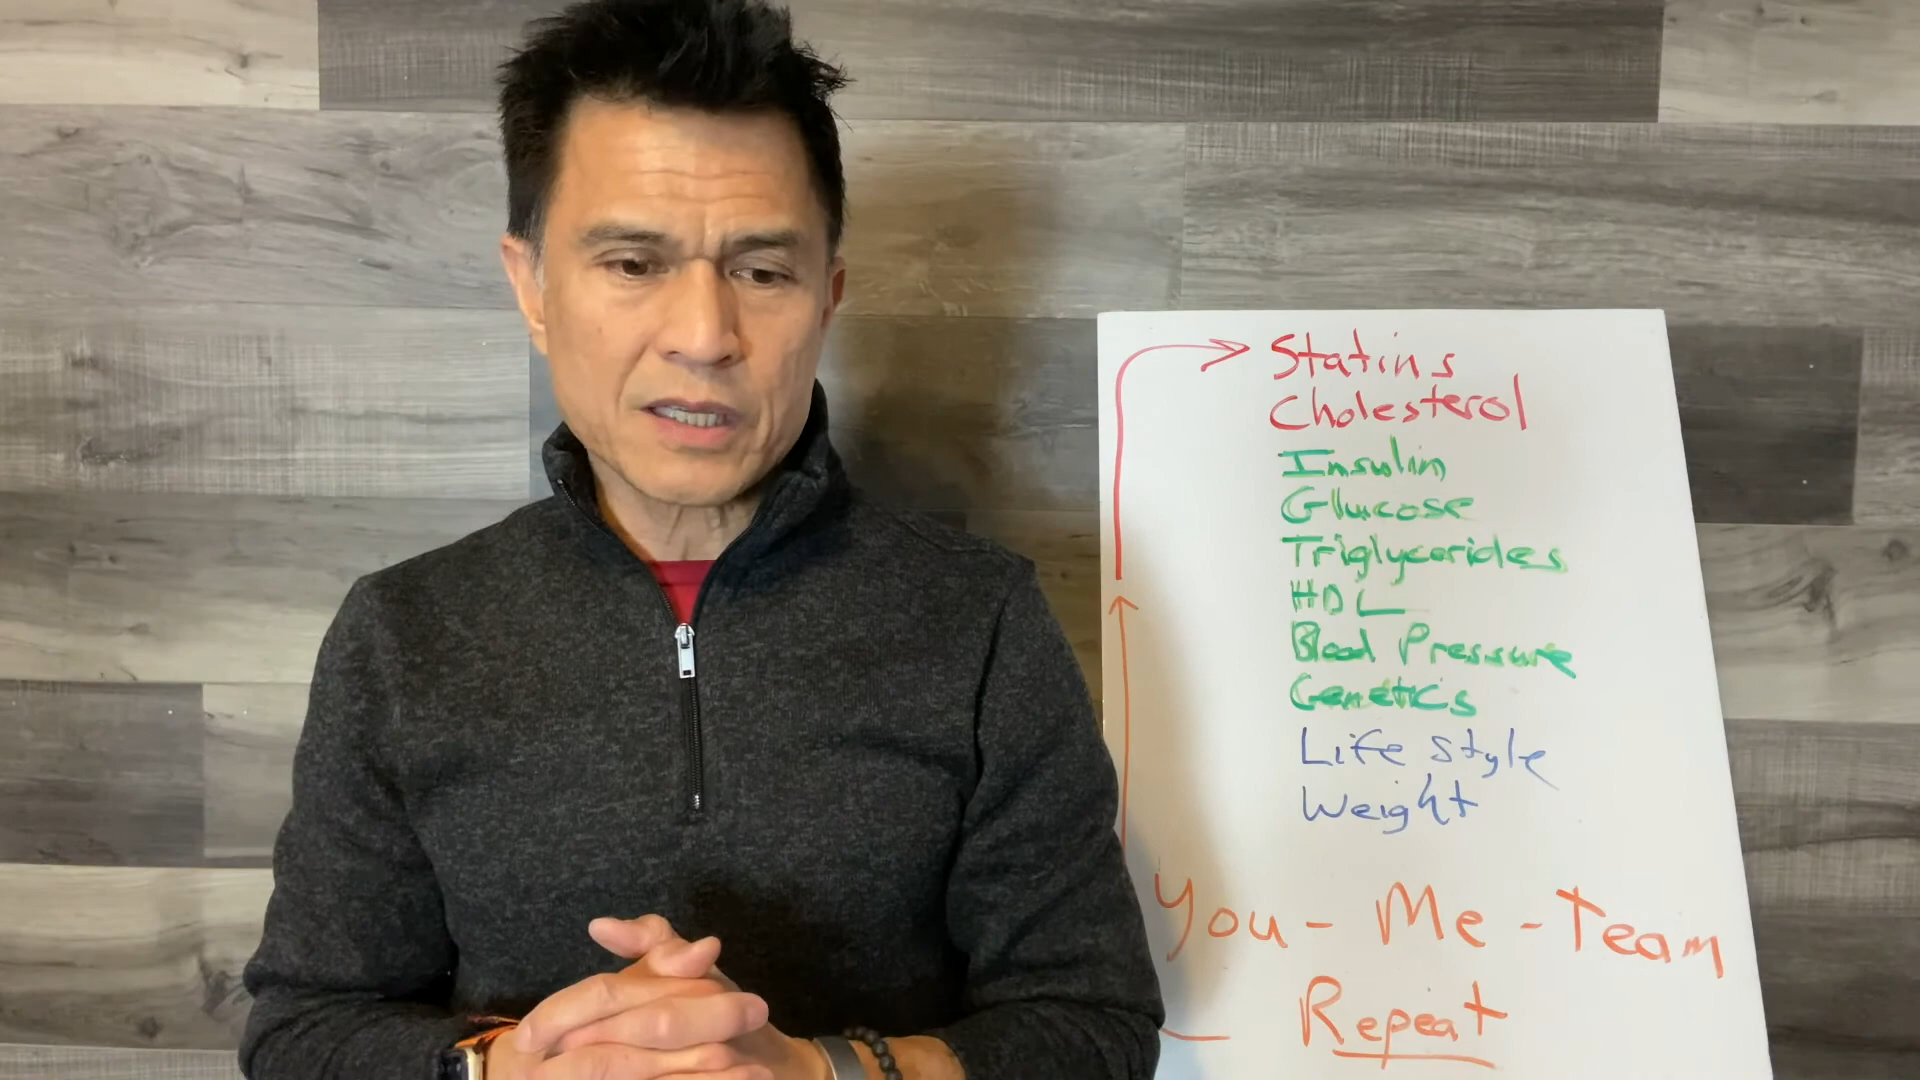 Statins
Cholesterol
Insulin
Glucose
Triglycerides
HDL
Blood Pressure
Genetics
Life Style
Weight
You - Me - Team
Repeat